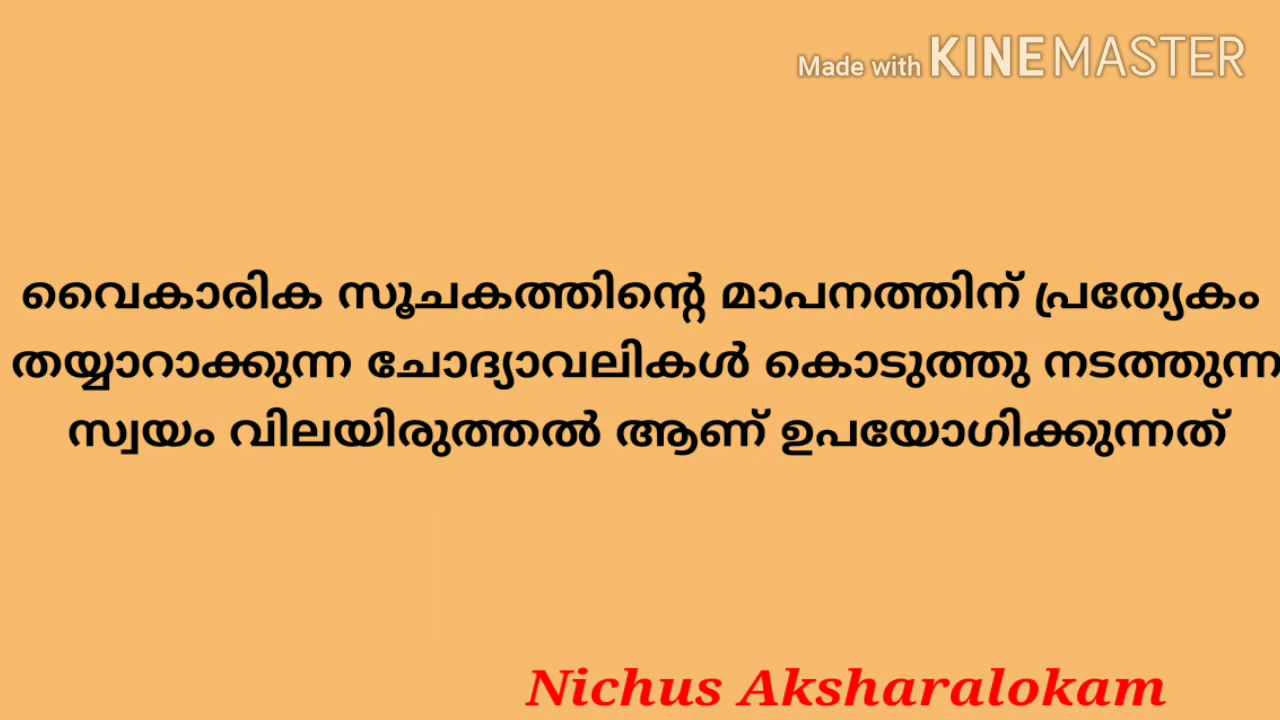 Made with KINEMASTER
വൈകാരിക സൂചകത്തിന്റെ മാപനത്തിന് പ്രത്യേകം
തയ്യാറാക്കുന്ന ചോദ്യാവലികൾ കൊടുത്തു നടത്തുന്ന
സ്വയം വിലയിരുത്തൽ ആണ് ഉപയോഗിക്കുന്നത്
Nichus Aksharalokam